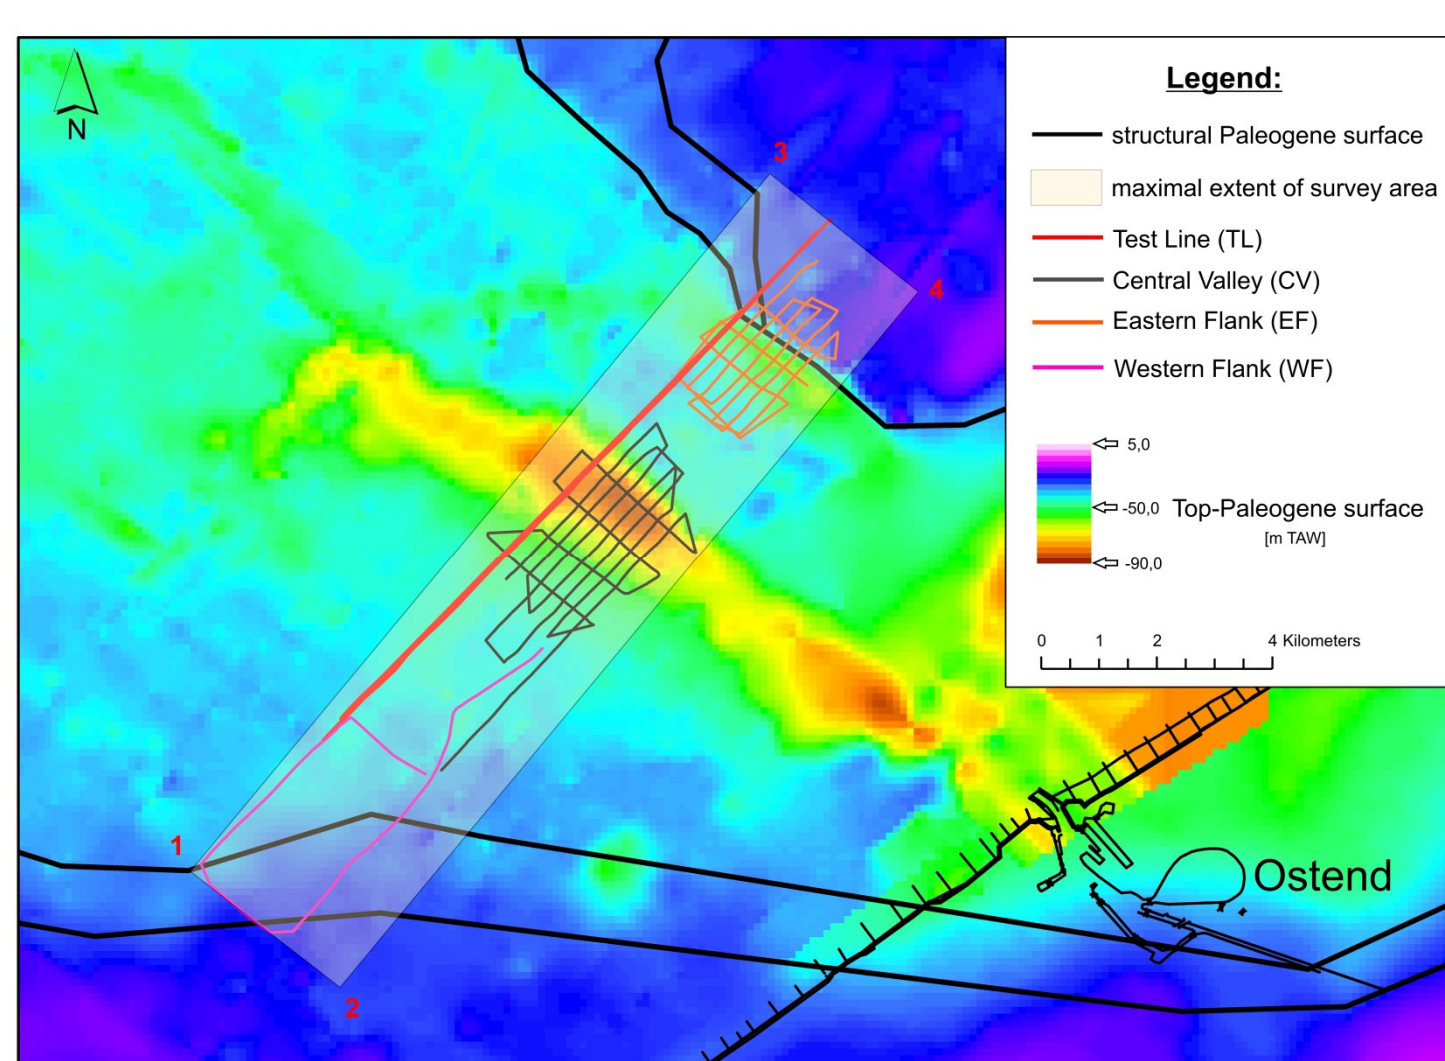 N
3
4
1
2
Ostend
Legend:
structural Paleogene surface
maximal extent of survey area
Test Line (TL)
Central Valley (CV)
Eastern Flank (EF)
Western Flank (WF)
5,0
-50,0
Top-Paleogene surface
[m TAW]
-90,0
0 1 2 4 Kilometers